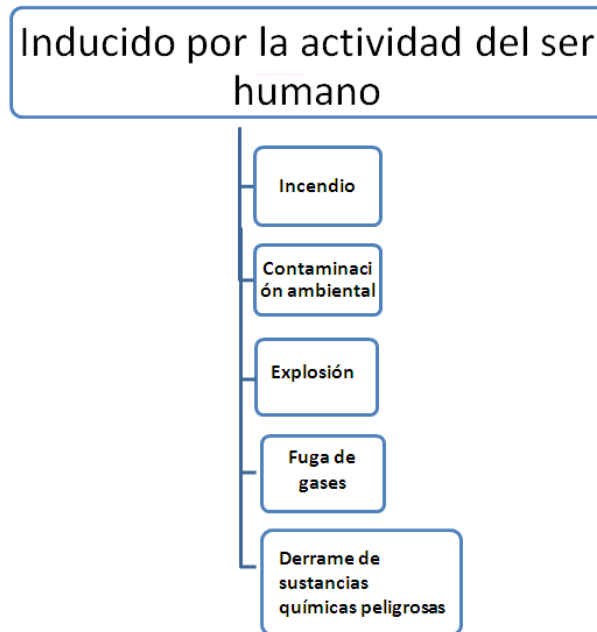 Inducido por la actividad del ser
humano
Incendio
Contaminaci
ón ambiental
Explosión
Fuga de
gases
Derrame de
sustancias
químicas peligrosas